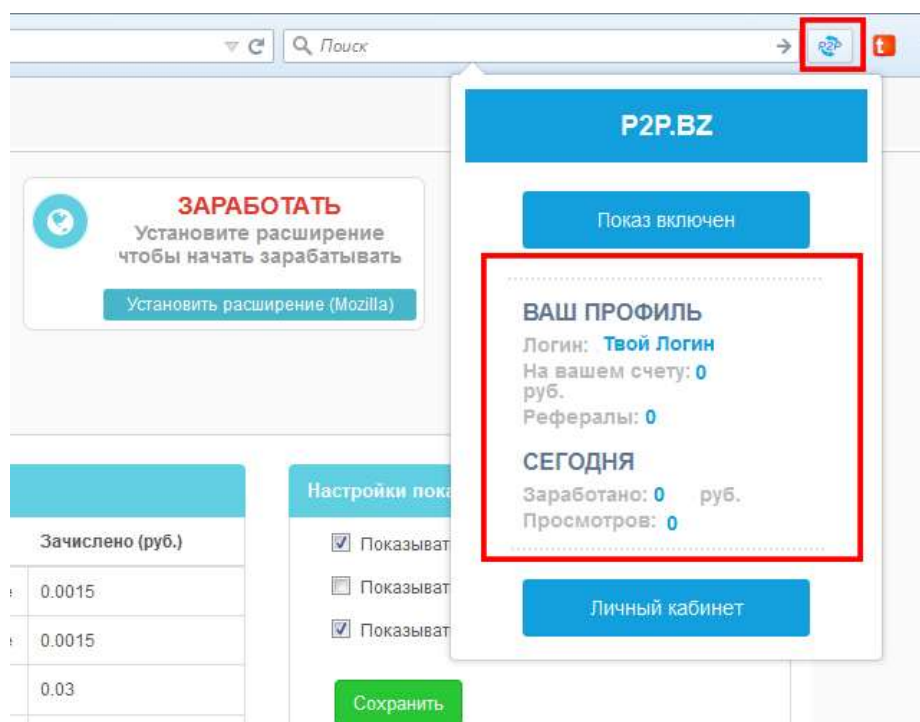 Поиск
P2P
t
P2P.BZ
ЗАРАБОТАТЬ
Установите расширение
чтобы начать зарабатывать
Установить расширение (Mozilla)
Показ включен
ВАШ ПРОФИЛЬ
Логин: Твой Логин
На вашем счету: 0
руб.
Рефералы: 0
СЕГОДНЯ
Заработано: 0 руб.
Просмотров: 0
Личный кабинет
Зачислено (руб.)
е 0.0015
е 0.0015
0.03
Настройки пока
Показыват
Показыват
Показыват
Сохранить